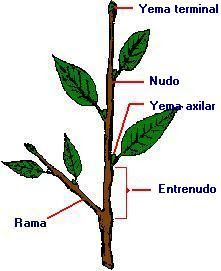 Yema terminal
Nudo
Yema axilar
Entrenudo
Rama